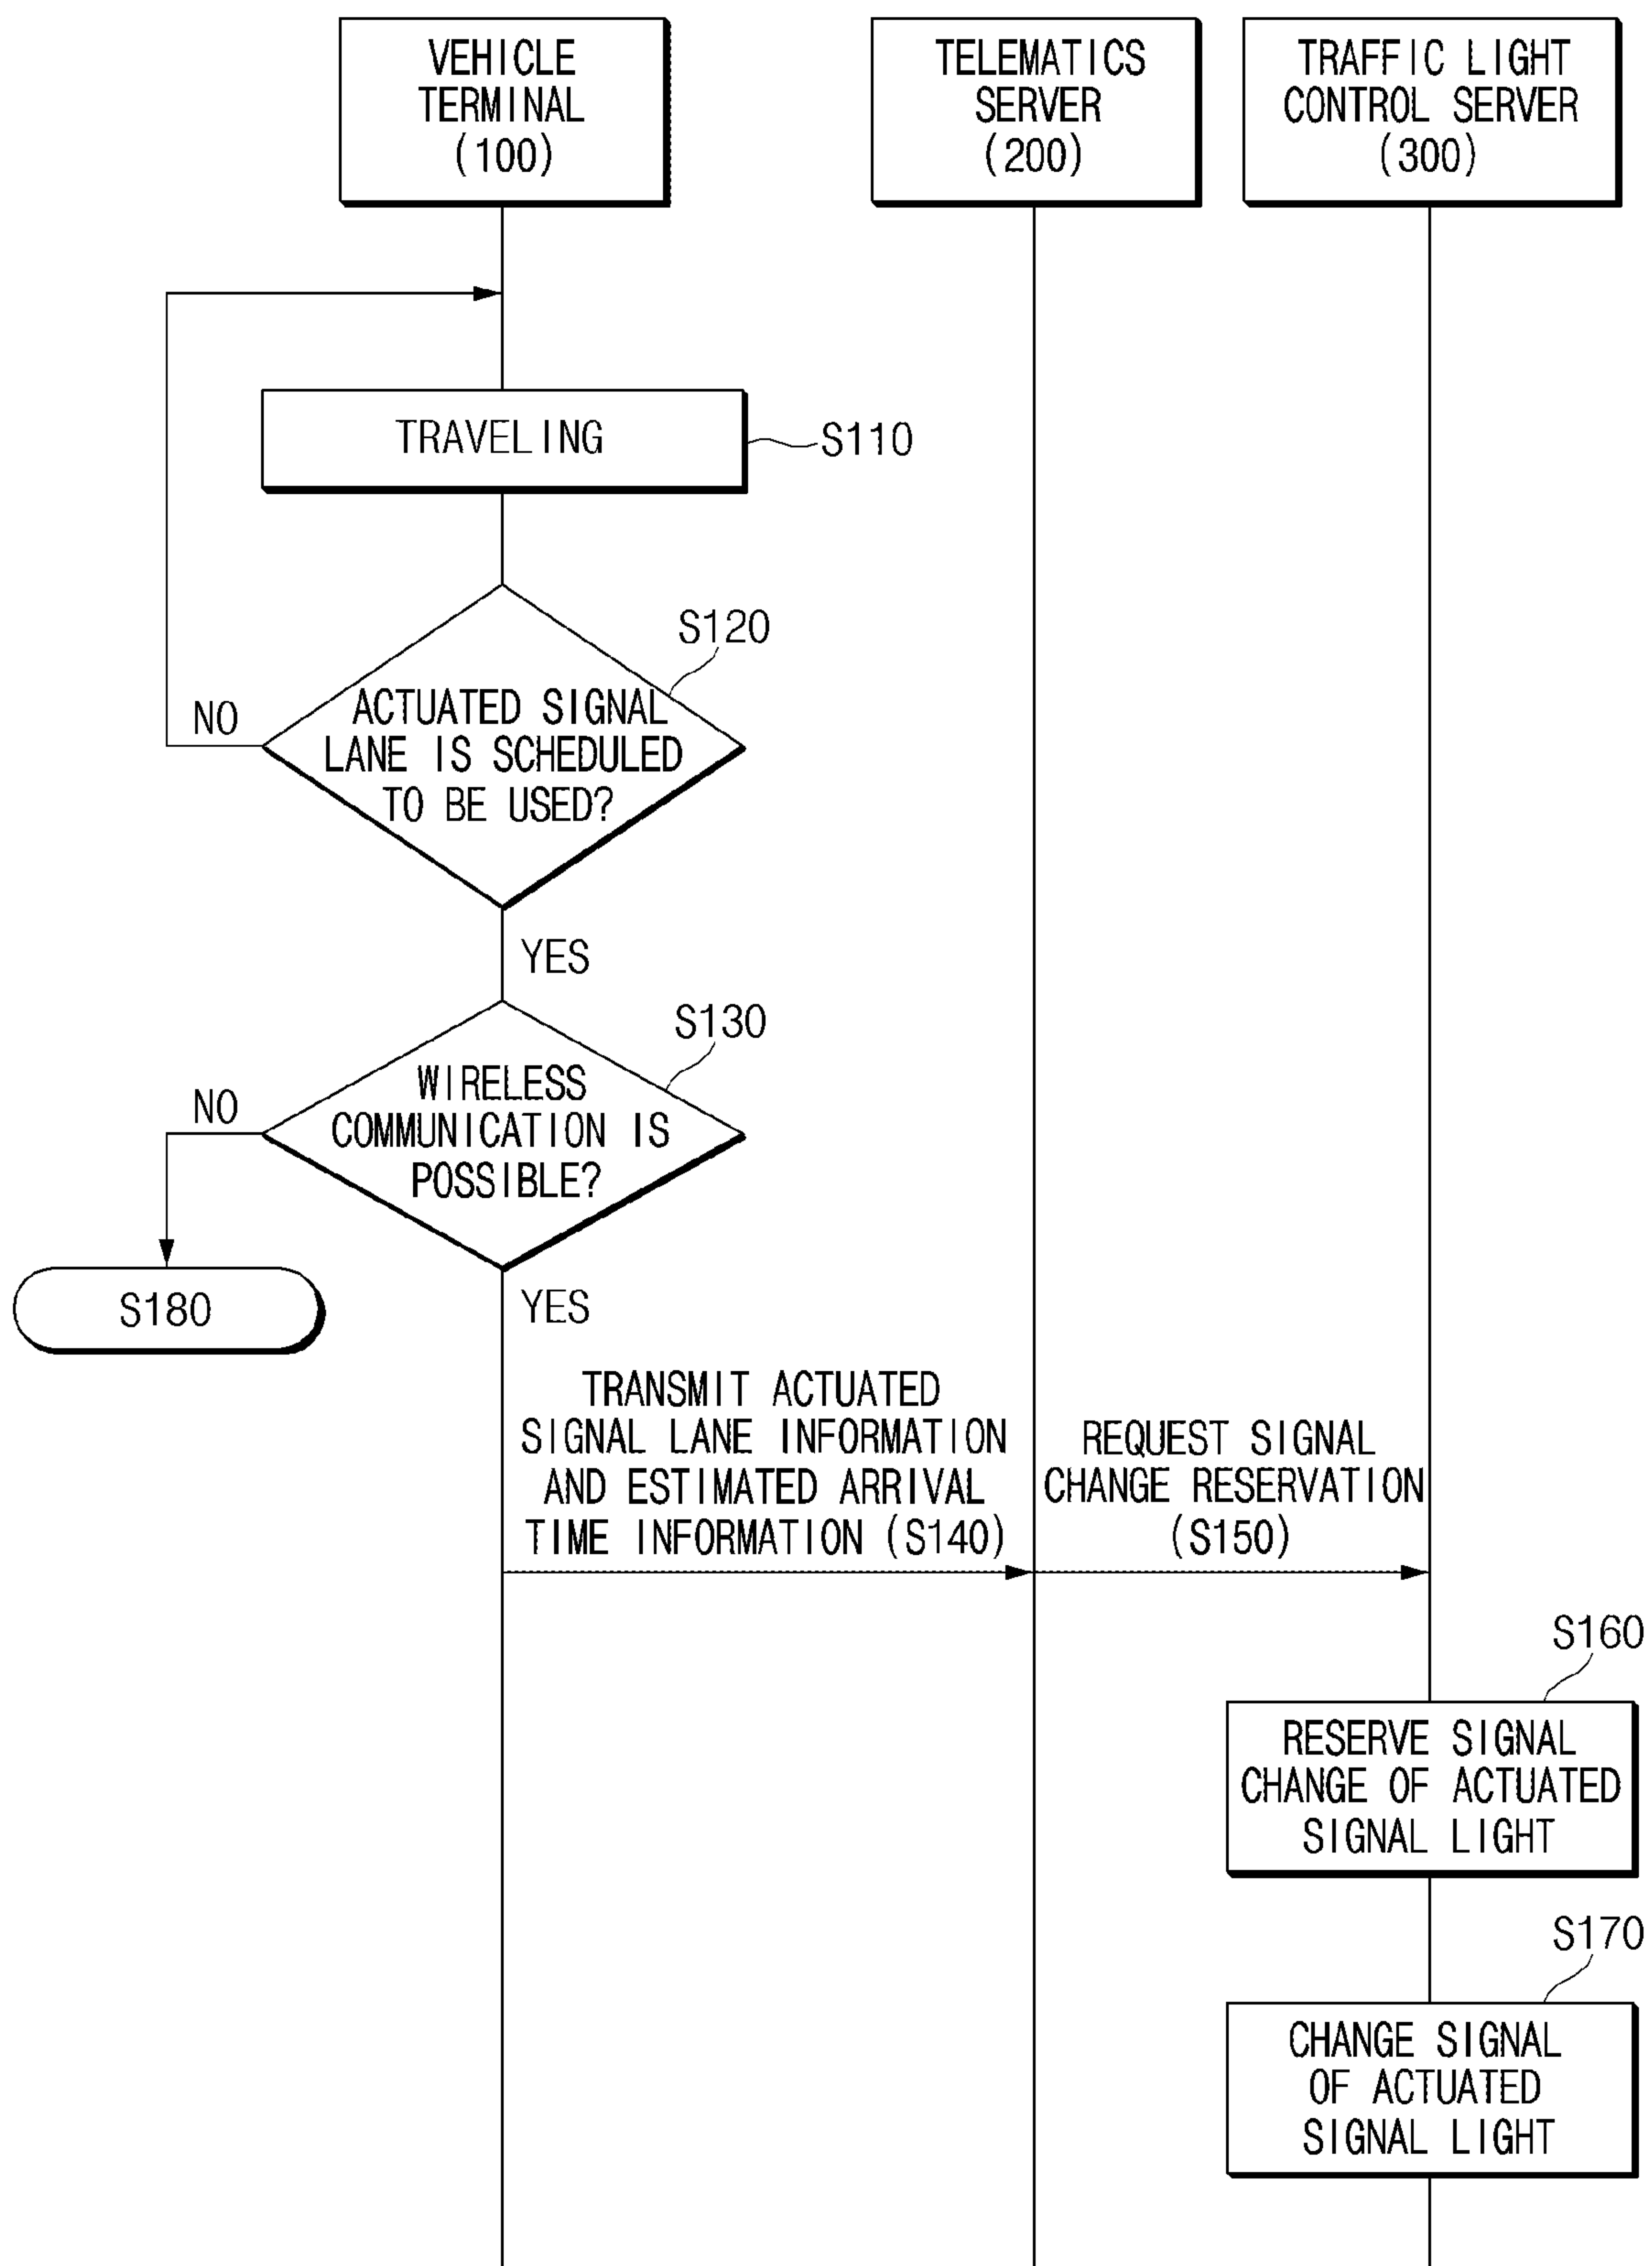 VEHICLE
TERMINAL
(100)
TELEMATICS
SERVER
(200)
TRAFFIC LIGHT
CONTROL SERVER
(300)
TRAVELING
S110
S120
ACTUATED SIGNAL
LANE IS SCHEDULED
TO BE USED?
NO
YES
S130
WIRELESS
COMMUNICATION IS
POSSIBLE?
NO
S180
YES
TRANSMIT ACTUATED
SIGNAL LANE INFORMATION
AND ESTIMATED ARRIVAL
TIME INFORMATION (S140)
REQUEST SIGNAL
CHANGE RESERVATION
(S150)
S160
RESERVE SIGNAL
CHANGE OF ACTUATED
SIGNAL LIGHT
S170
CHANGE SIGNAL
OF ACTUATED
SIGNAL LIGHT